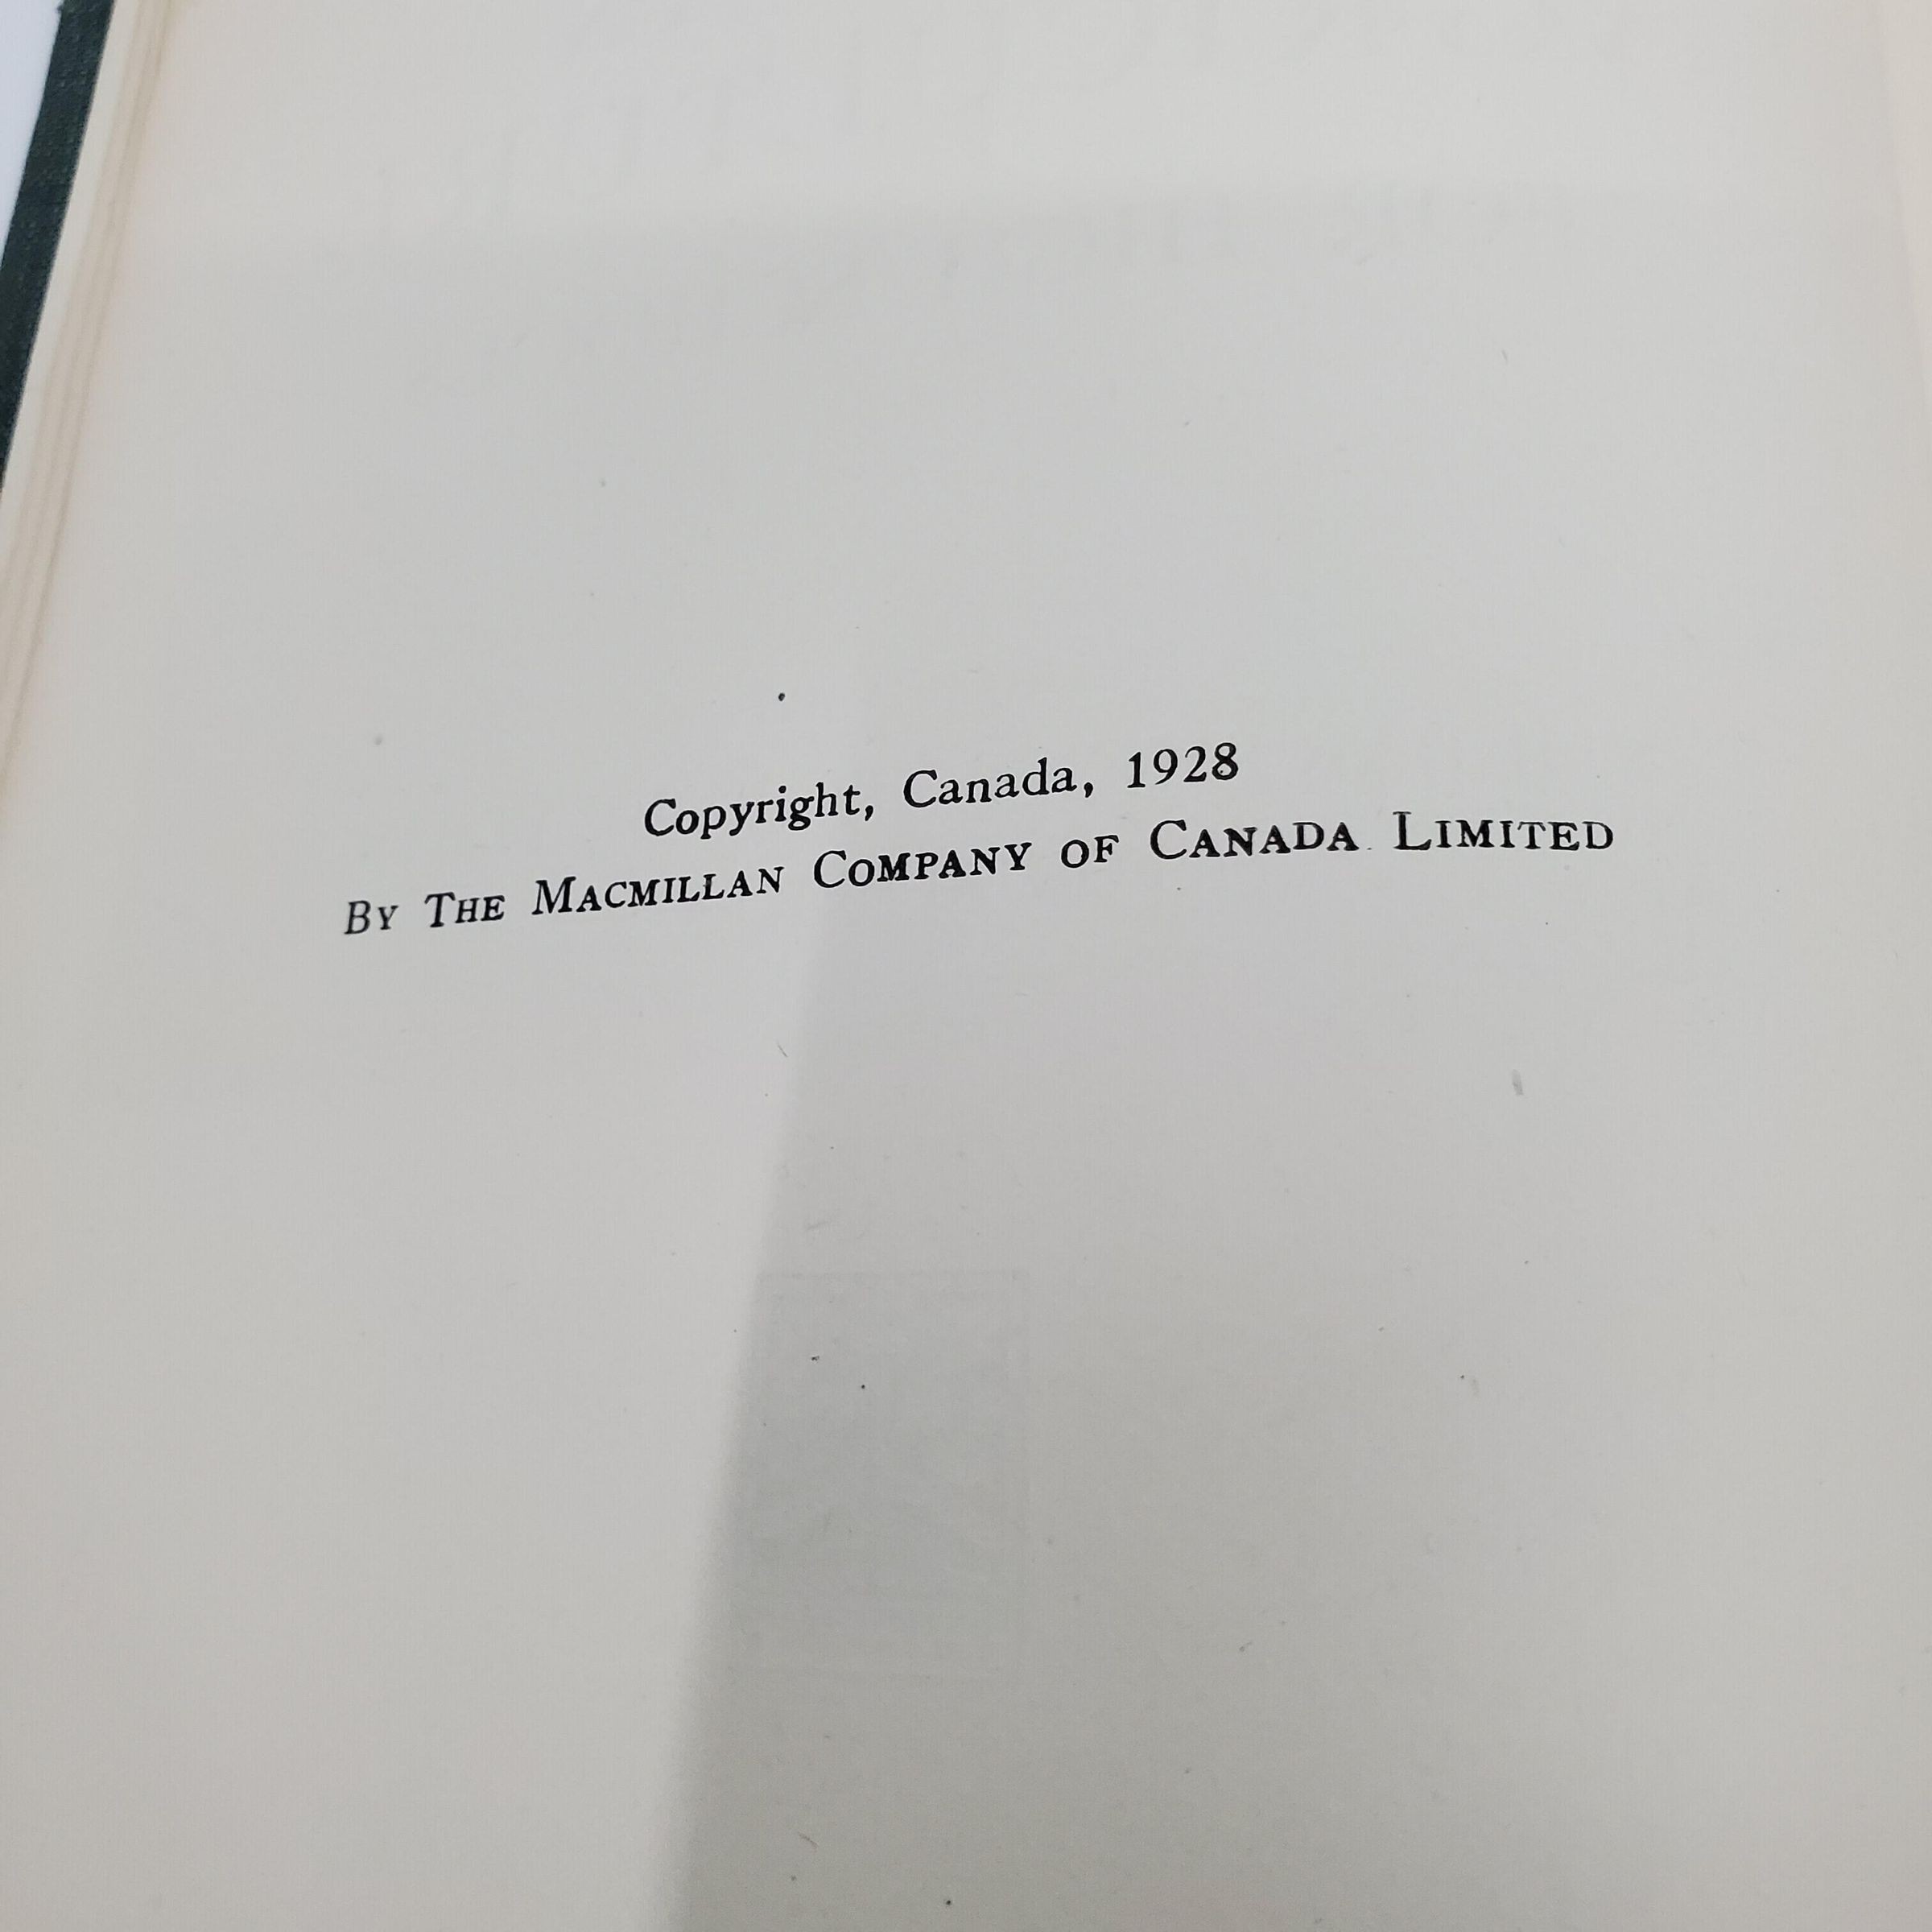 Copyright, Canada, 1928
By The Macmillan Company of Canada Limited